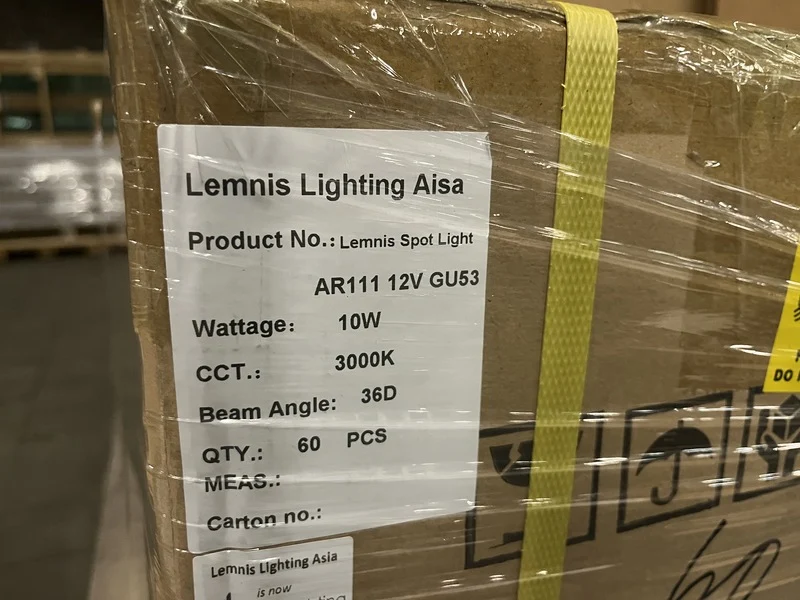 Lemnis Lighting Aisa
Product No.: Lemnis Spot Light
AR111 12V GU53
Wattage: 10W
CCT.: 3000K
Beam Angle: 36D
QTY.: 60 PCS
MEAS.:
Carton no.:
Lemnis Lighting Asia
is now
DO